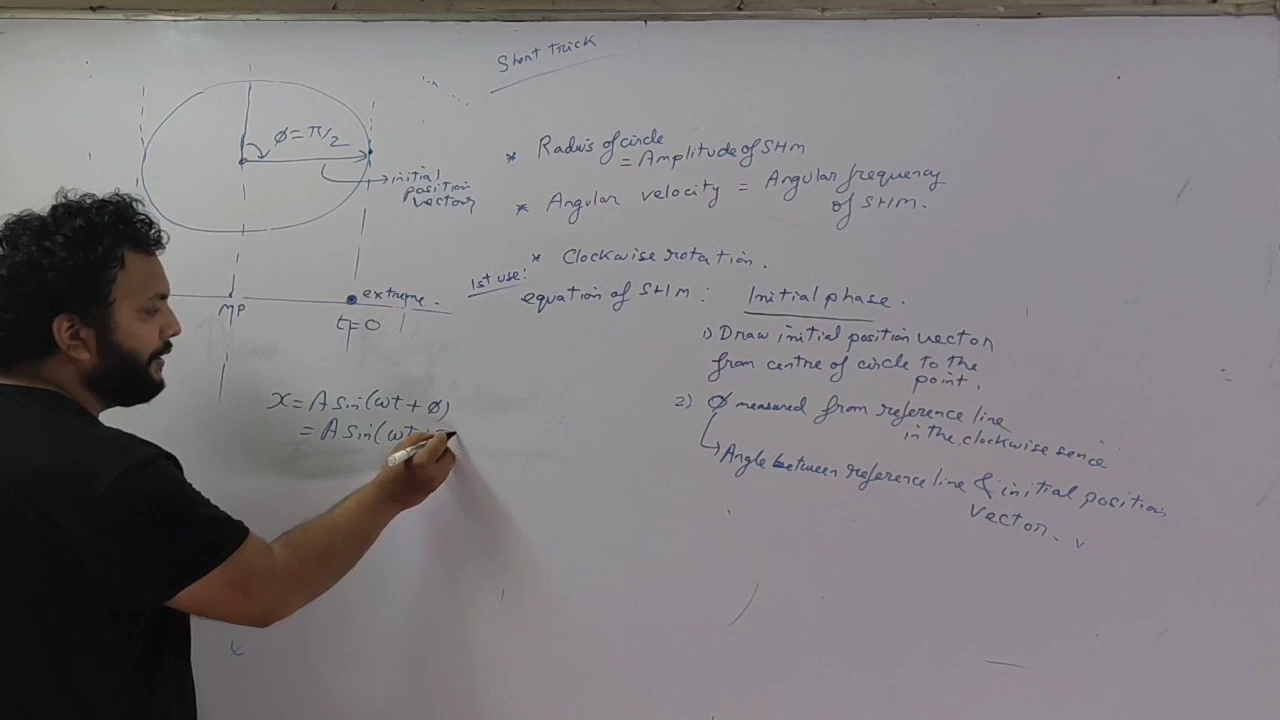 Short trick
φ=π/2
initial
position
vector
* Radius of circle
= Amplitude of SHM
* Angular velocity = Angular frequency
of SHM.
* Clockwise rotation.
1st use:
equation of SHM: Initial phase.
MP
extreme.
t=0
1) Draw initial position vector
from centre of circle to the
point.
x=A sin(ωt+φ)
=A sin(ωt+
2) φ measured from reference line
in the clockwise sence
Angle between reference line & initial position
vector.